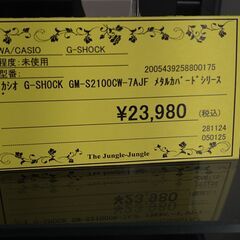 WA/CASIO G-SHOCK
程度:未使用
型番: 2005439258800175
カシオ G-SHOCK GM-S2100CW-7AJF メタルカバードシリーズ
¥23,980 (税込)
281124
050125
The Jungle-Jungle